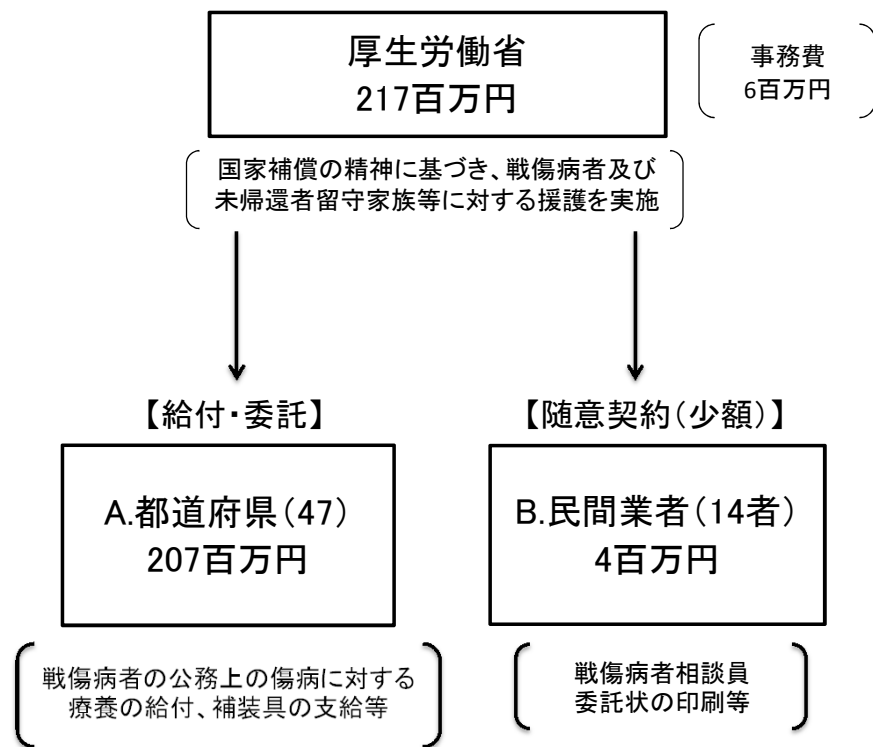 厚生労働省
217百万円
事務費
6百万円
国家補償の精神に基づき、戦傷病者及び
未帰還者留守家族等に対する援護を実施
【給付・委託】
A.都道府県(47)
207百万円
戦傷病者の公務上の傷病に対する
療養の給付、補装具の支給等
【随意契約(少額)】
B.民間業者(14者)
4百万円
戦傷病者相談員
委託状の印刷等